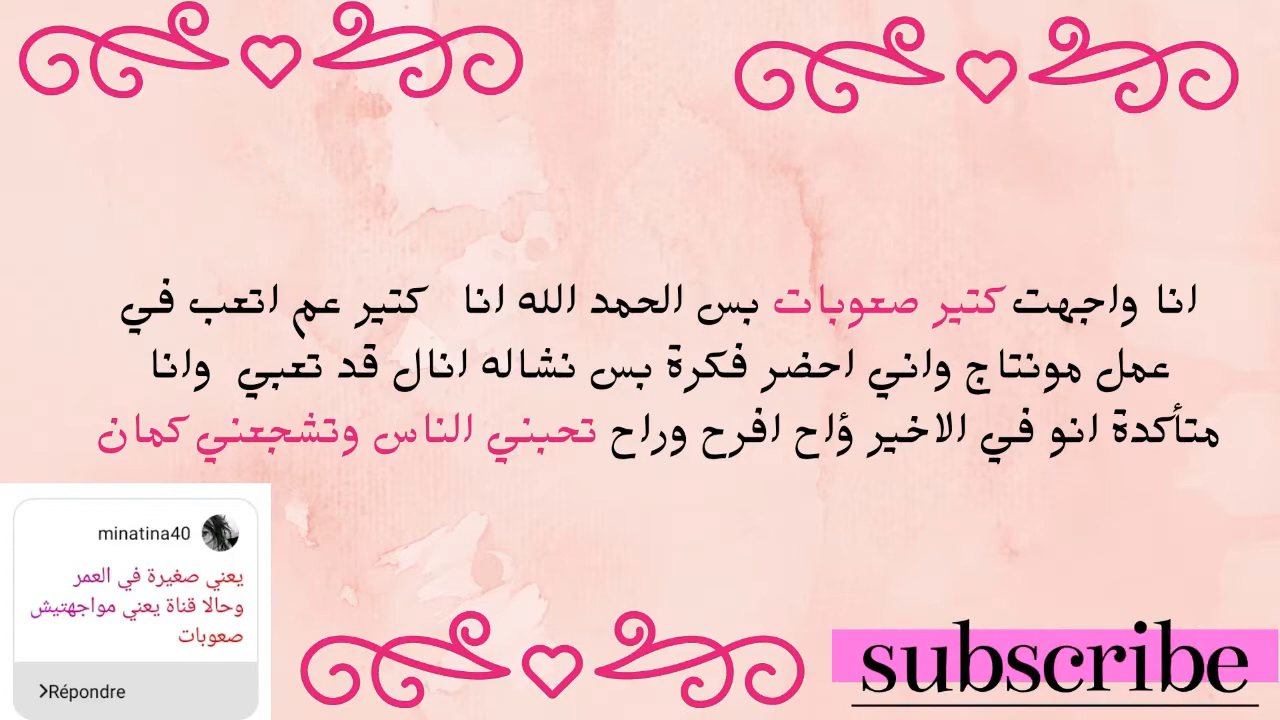 انا واجهت كتير صعوبات بس الحمد الله انا كتير عم اتعب في
عمل مونتاج واني احضر فكرة بس نشاله انال قد تعبي وانا
متأكدة انو في الاخير ؤاح افرح وراح تحبني الناس وتشجعني كمان
minatina40
يعني صغيرة في العمر
وحالا قناة يعني مواجهتيش
صعوبات
Répondre
subscribe